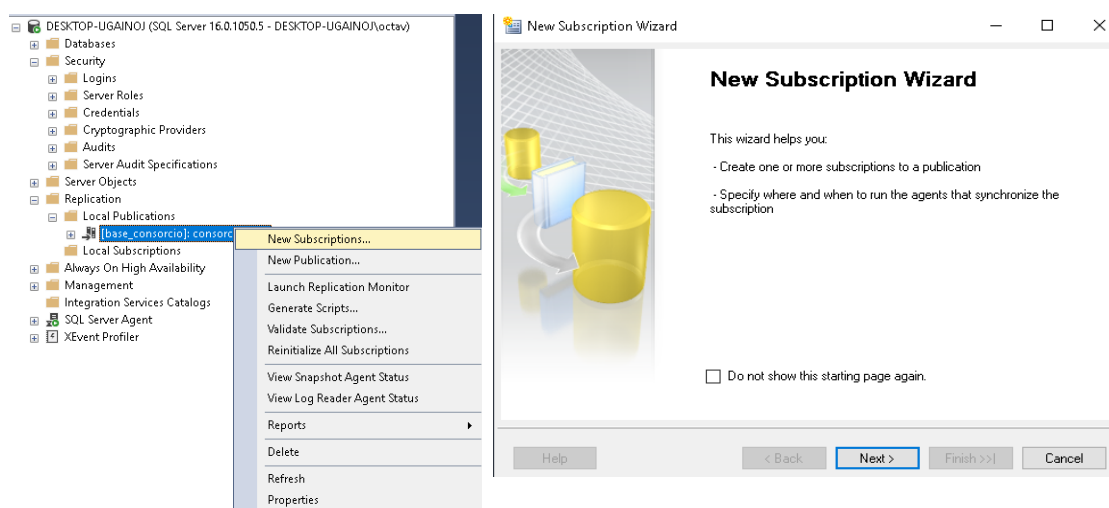 DESKTOP-UGAINOJ (SQL Server 16.0.1050.5 - DESKTOP-UGAINOJ\octav)
Databases
Security
Logins
Server Roles
Credentials
Cryptographic Providers
Audits
Server Audit Specifications
Server Objects
Replication
Local Publications
[base_consorcio]: consorc
Local Subscriptions
Always On High Availability
Management
Integration Services Catalogs
SQL Server Agent
XEvent Profiler
New Subscriptions...
New Publication...
Launch Replication Monitor
Generate Scripts...
Validate Subscriptions...
Reinitialize All Subscriptions
View Snapshot Agent Status
View Log Reader Agent Status
Reports
Delete
Refresh
Properties
New Subscription Wizard
New Subscription Wizard
This wizard helps you:
- Create one or more subscriptions to a publication
- Specify where and when to run the agents that synchronize the
subscription
Do not show this starting page again.
Help
< Back
Next >
Finish >>|
Cancel